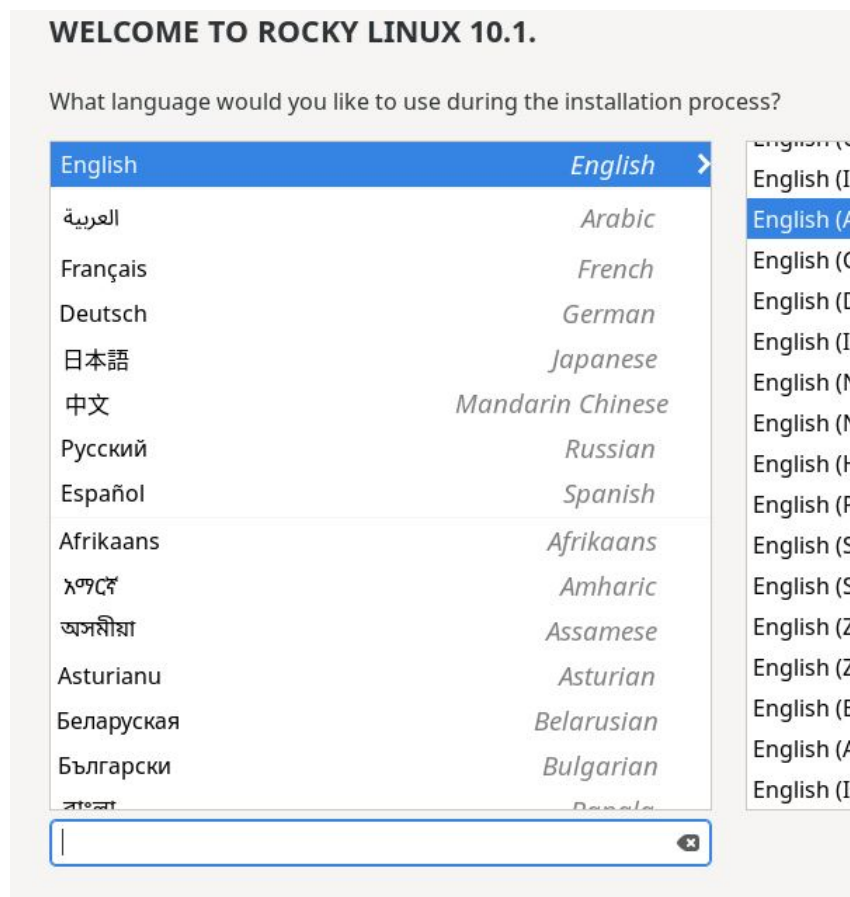 WELCOME TO ROCKY LINUX 10.1.
What language would you like to use during the installation process?
English English
العربية Arabic
Français French
Deutsch German
日本語 Japanese
中文 Mandarin Chinese
Русский Russian
Español Spanish
Afrikaans Afrikaans
አማርኛ Amharic
অসমীয়া Assamese
Asturianu Asturian
Беларуская Belarusian
Български Bulgarian
বাংলা Bangla
English (I
English (A
English (C
English (D
English (I
English (N
English (N
English (H
English (P
English (S
English (S
English (Z
English (Z
English (B
English (A
English (I